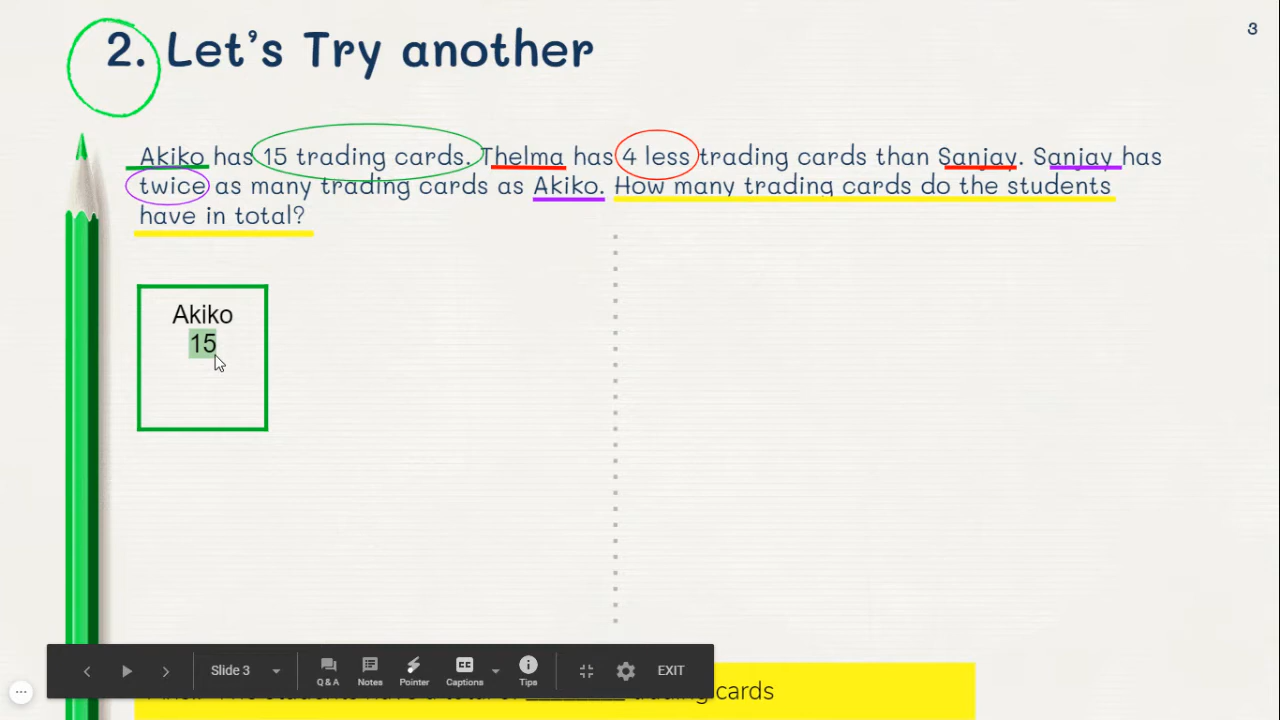 3
2. Let's Try another
Akiko has 15 trading cards. Thelma has 4 less trading cards than Sanjay. Sanjay has
twice as many trading cards as Akiko. How many trading cards do the students
have in total?
Akiko
15
Slide 3
Q & A
Notes
Pointer
Captions
Tips
EXIT
trading cards